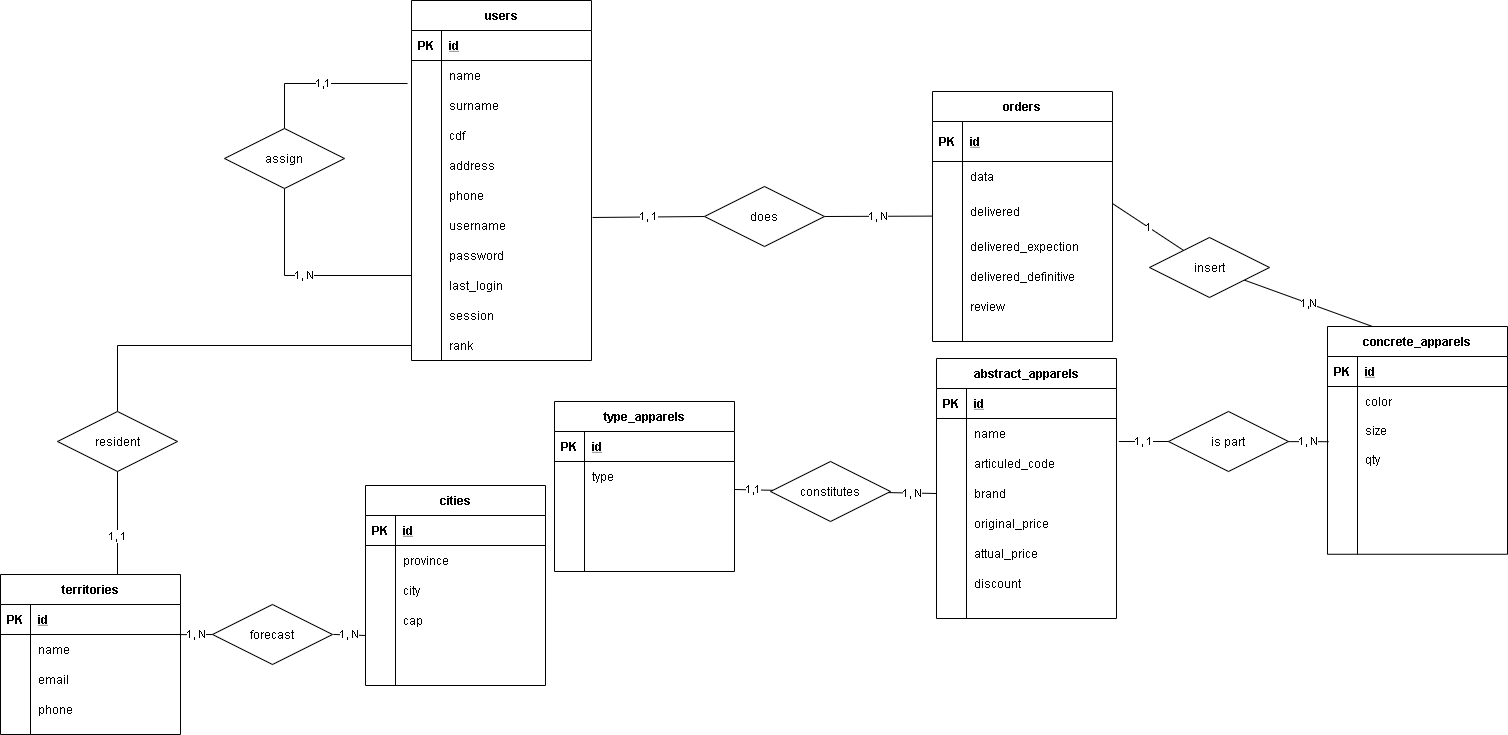 users
PK id
name
surname
cdf
address
phone
username
password
last_login
session
rank
1,1
assign
1, N
1, 1
does
1, N
orders
PK id
data
delivered
delivered_expection
delivered_definitive
review
1
insert
1,N
concrete_apparels
PK id
color
size
qty
abstract_apparels
PK id
name
articuled_code
brand
original_price
attual_price
discount
1,1
is part
1, N
type_apparels
PK id
type
1,1
constitutes
1, N
resident
1, 1
cities
PK id
province
city
cap
territories
PK id
name
email
phone
1, N
forecast
1, N